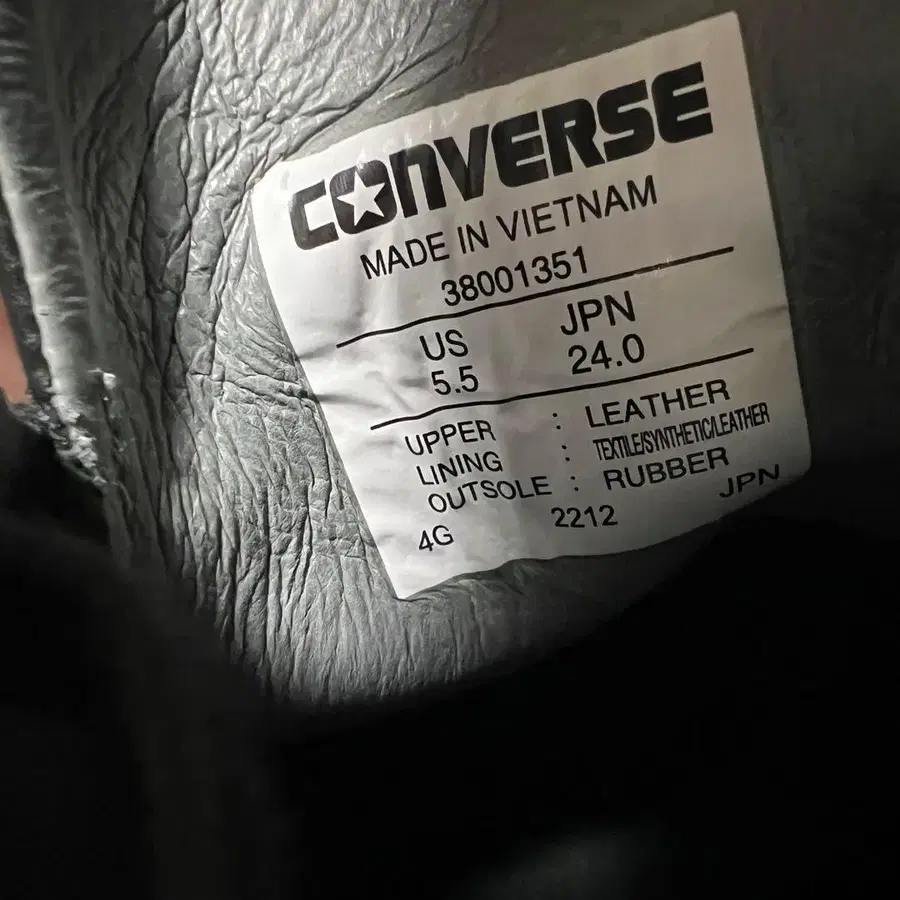 CONVERSE
MADE IN VIETNAM
38001351
US JPN
5.5 24.0
UPPER : LEATHER
LINING : TEXTILE/SYNTHETIC/LEATHER
OUTSOLE : RUBBER
4G 2212 JPN